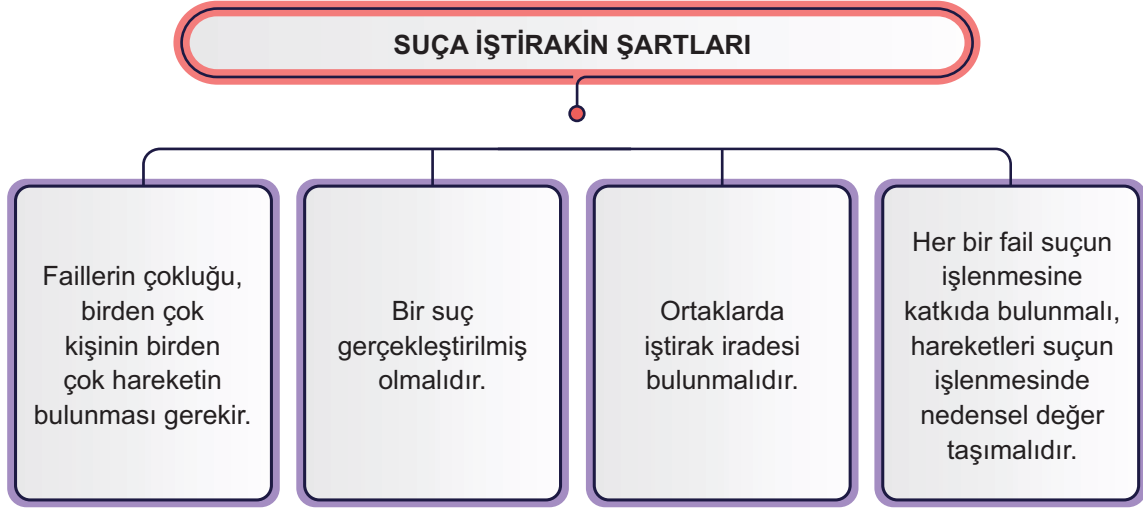 SUÇA İŞTİRAKİN ŞARTLARI
Faillerin çokluğu,
birden çok
kişinin birden
çok hareketin
bulunması gerekir.
Bir suç
gerçekleştirilmiş
olmalıdır.
Ortaklarda
iştirak iradesi
bulunmalıdır.
Her bir fail suçun
işlenmesine
katkıda bulunmalı,
hareketleri suçun
işlenmesinde
nedensel değer
taşımalıdır.